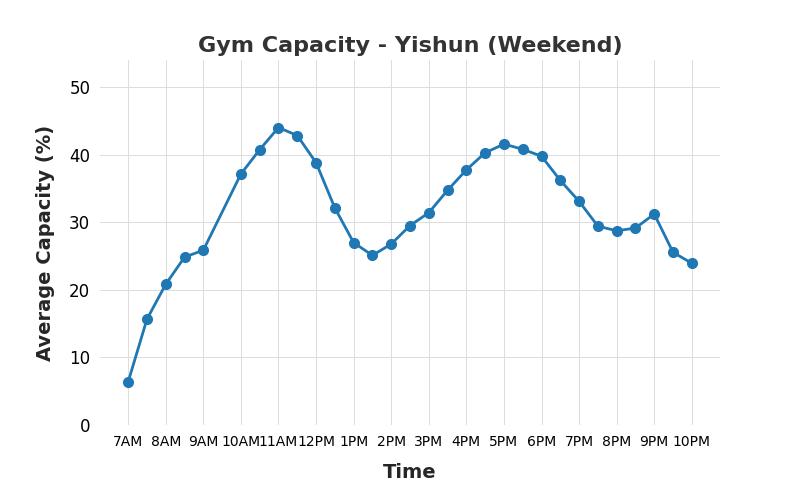 Gym Capacity - Yishun (Weekend)
Average Capacity (%)
50
40
30
20
10
0
7AM 8AM 9AM 10AM 11AM 12PM 1PM 2PM 3PM 4PM 5PM 6PM 7PM 8PM 9PM 10PM
Time